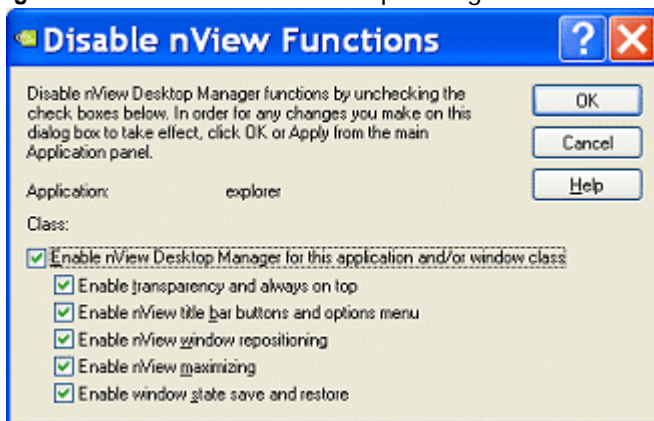 Disable nView Functions
Disable nView Desktop Manager functions by unchecking the
check boxes below. In order for any changes you make on this
dialog box to take effect, click OK or Apply from the main
Application panel.
OK
Cancel
Help
Application: explorer
Class:
Enable nView Desktop Manager for this application and/or window class
Enable transparency and always on top
Enable nView title bar buttons and options menu
Enable nView window repositioning
Enable nView maximizing
Enable window state save and restore